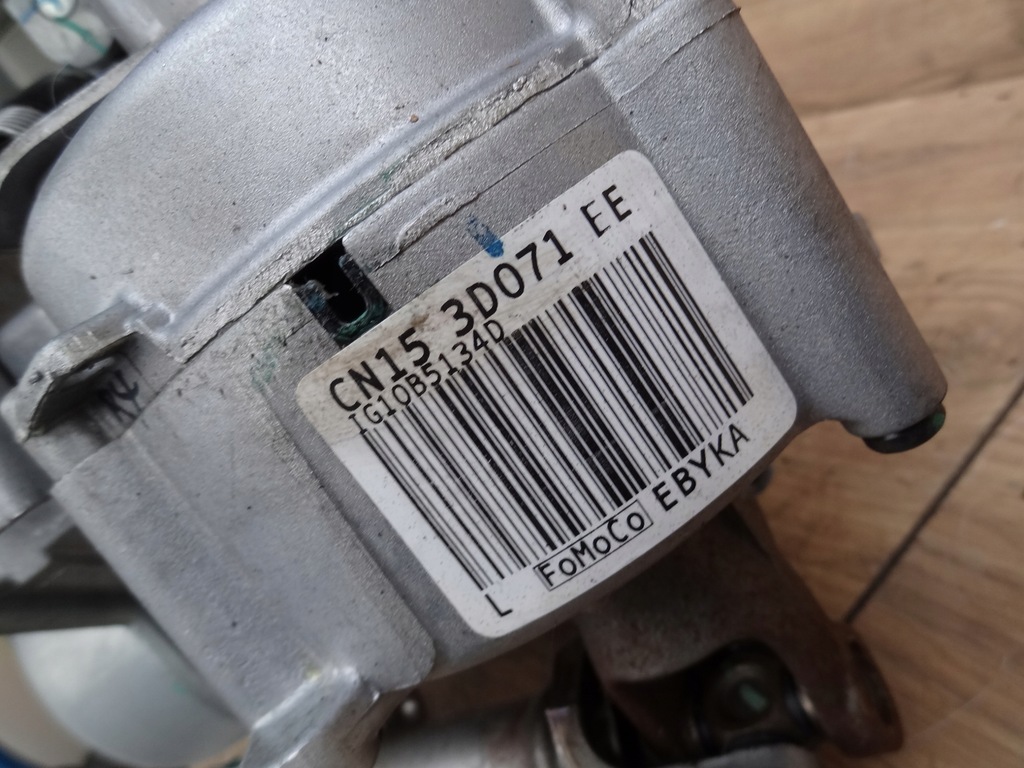 CN15 3D071 EE
IG10B5134D
L FoMoCo EBYKA